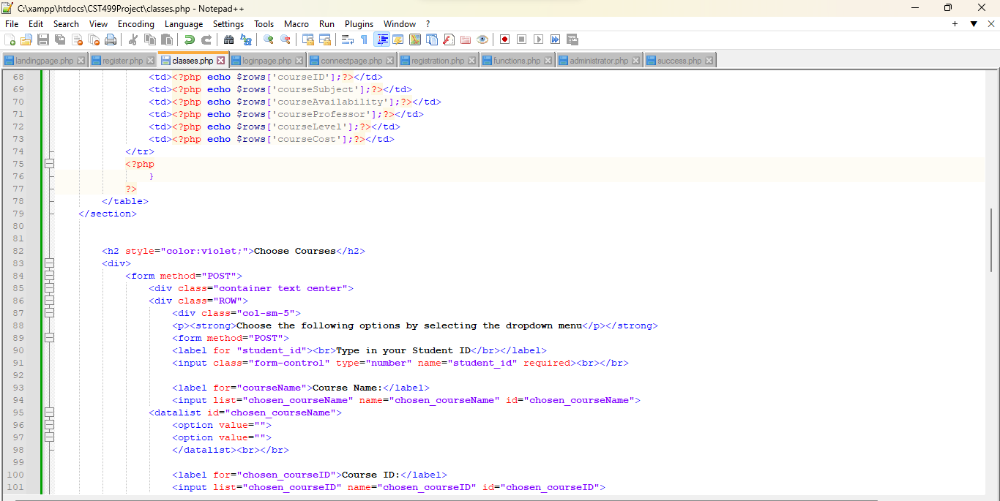 C:\xampp\htdocs\CST499Project\classes.php - Notepad++
File Edit Search View Encoding Language Settings Tools Macro Run Plugins Window ?
+ ▼ ✕
landingpage.php register.php classes.php loginpage.php connectpage.php registration.php functions.php administrator.php success.php
68 <td><?php echo $rows['courseID'];?></td>
69 <td><?php echo $rows['courseSubject'];?></td>
70 <td><?php echo $rows['courseAvailability'];?></td>
71 <td><?php echo $rows['courseProfessor'];?></td>
72 <td><?php echo $rows['courseLevel'];?></td>
73 <td><?php echo $rows['courseCost'];?></td>
74 </tr>
75 <?php
76 }
77 ?>
78 </table>
79 </section>
80
81
82 <h2 style="color:violet;">Choose Courses</h2>
83 <div>
84 <form method="POST">
85 <div class="container text center">
86 <div class="ROW">
87 <div class="col-sm-5">
88 <p><strong>Choose the following options by selecting the dropdown menu</p></strong>
89 <form method="POST">
90 <label for "student_id"><br>Type in your Student ID</br></label>
91 <input class="form-control" type="number" name="student_id" required><br></br>
92
93 <label for="courseName">Course Name:</label>
94 <input list="chosen_courseName" name="chosen_courseName" id="chosen_courseName">
95 <datalist id="chosen_courseName">
96 <option value="">
97 <option value="">
98 </datalist><br></br>
99
100 <label for="chosen_courseID">Course ID:</label>
101 <input list="chosen_courseID" name="chosen_courseID" id="chosen_courseID">